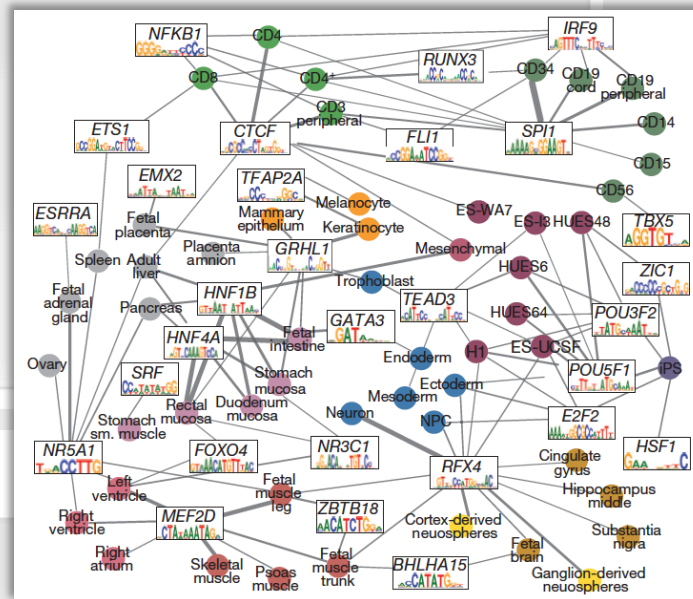 NFKB1
CD4
IRF9
RUNX3
CD8
CD4+
CD34
CD19
cord
CD19
peripheral
CD3
peripheral
ETS1
CTCF
FLI1
SPI1
CD14
CD15
EMX2
TFAP2A
CD56
ESRRA
Fetal
placenta
Mammary
epithelium
Melanocyte
Keratinocyte
ES-WA7
ES-I3
HUES48
TBX5
Spleen
Adult
liver
Placenta
amnion
GRHL1
Mesenchymal
HUES6
ZIC1
Fetal
adrenal
gland
Pancreas
HNF1B
Trophoblast
TEAD3
HUES64
POU3F2
HNF4A
Fetal
intestine
GATA3
Endoderm
H1
ES-UCSF
POU5F1
iPS
Ovary
SRF
Stomach
mucosa
Mesoderm
Ectoderm
Stomach
sm. muscle
Rectal
mucosa
Duodenum
mucosa
Neuron
NPC
E2F2
NR5A1
FOXO4
NR3C1
RFX4
Cingulate
gyrus
HSF1
Left
ventricle
Fetal
muscle
leg
ZBTB18
Hippocampus
middle
Right
ventricle
MEF2D
Cortex-derived
neuospheres
Substantia
nigra
Right
atrium
Skeletal
muscle
Psoas
muscle
Fetal
muscle
trunk
BHLHA15
Fetal
brain
Ganglion-derived
neuospheres